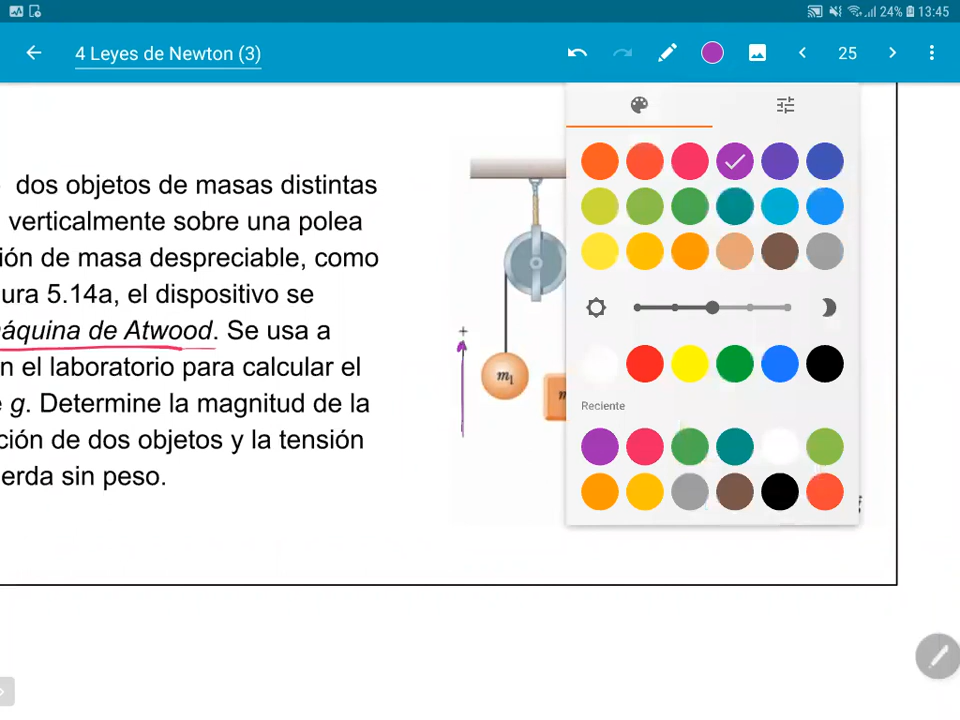 24% 13:45
4 Leyes de Newton (3)
25
dos objetos de masas distintas
verticalmente sobre una polea
ión de masa despreciable, como
ura 5.14a, el dispositivo se
máquina de Atwood. Se usa a
n el laboratorio para calcular el
e g. Determine la magnitud de la
ción de dos objetos y la tensión
erda sin peso.
+
m1
m
Reciente